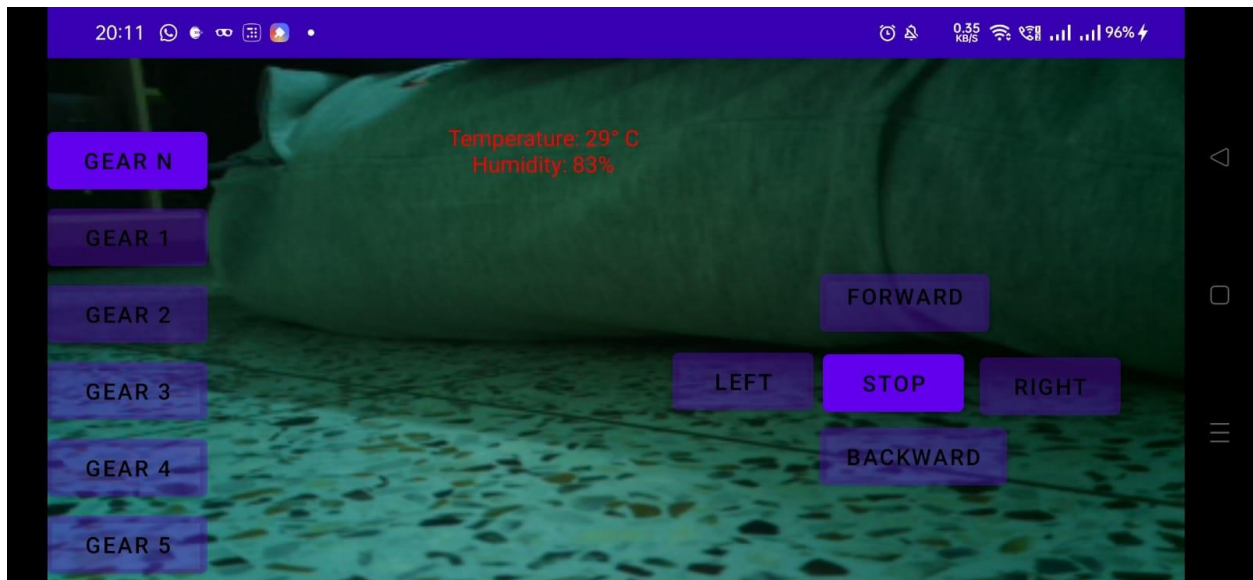 20:11
0.35
KB/S
96%
Temperature: 29° C
Humidity: 83%
GEAR N
GEAR 1
GEAR 2
GEAR 3
GEAR 4
GEAR 5
FORWARD
LEFT STOP RIGHT
BACKWARD